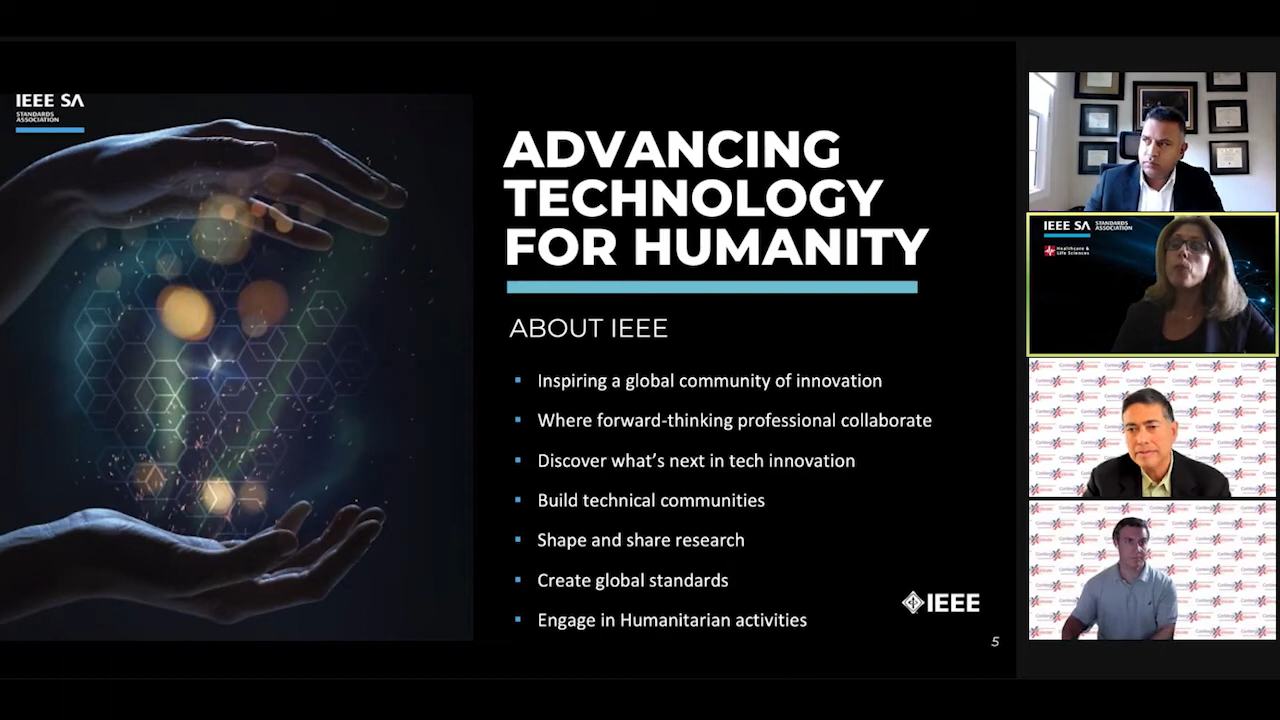 IEEE SA
STANDARDS
ASSOCIATION
ADVANCING
TECHNOLOGY
FOR HUMANITY
ABOUT IEEE
Inspiring a global community of innovation
Where forward-thinking professional collaborate
Discover what's next in tech innovation
Build technical communities
Shape and share research
Create global standards
Engage in Humanitarian activities
IEEE
5
IEEE SA STANDARDS
ASSOCIATION
Healthcare &
Life Sciences